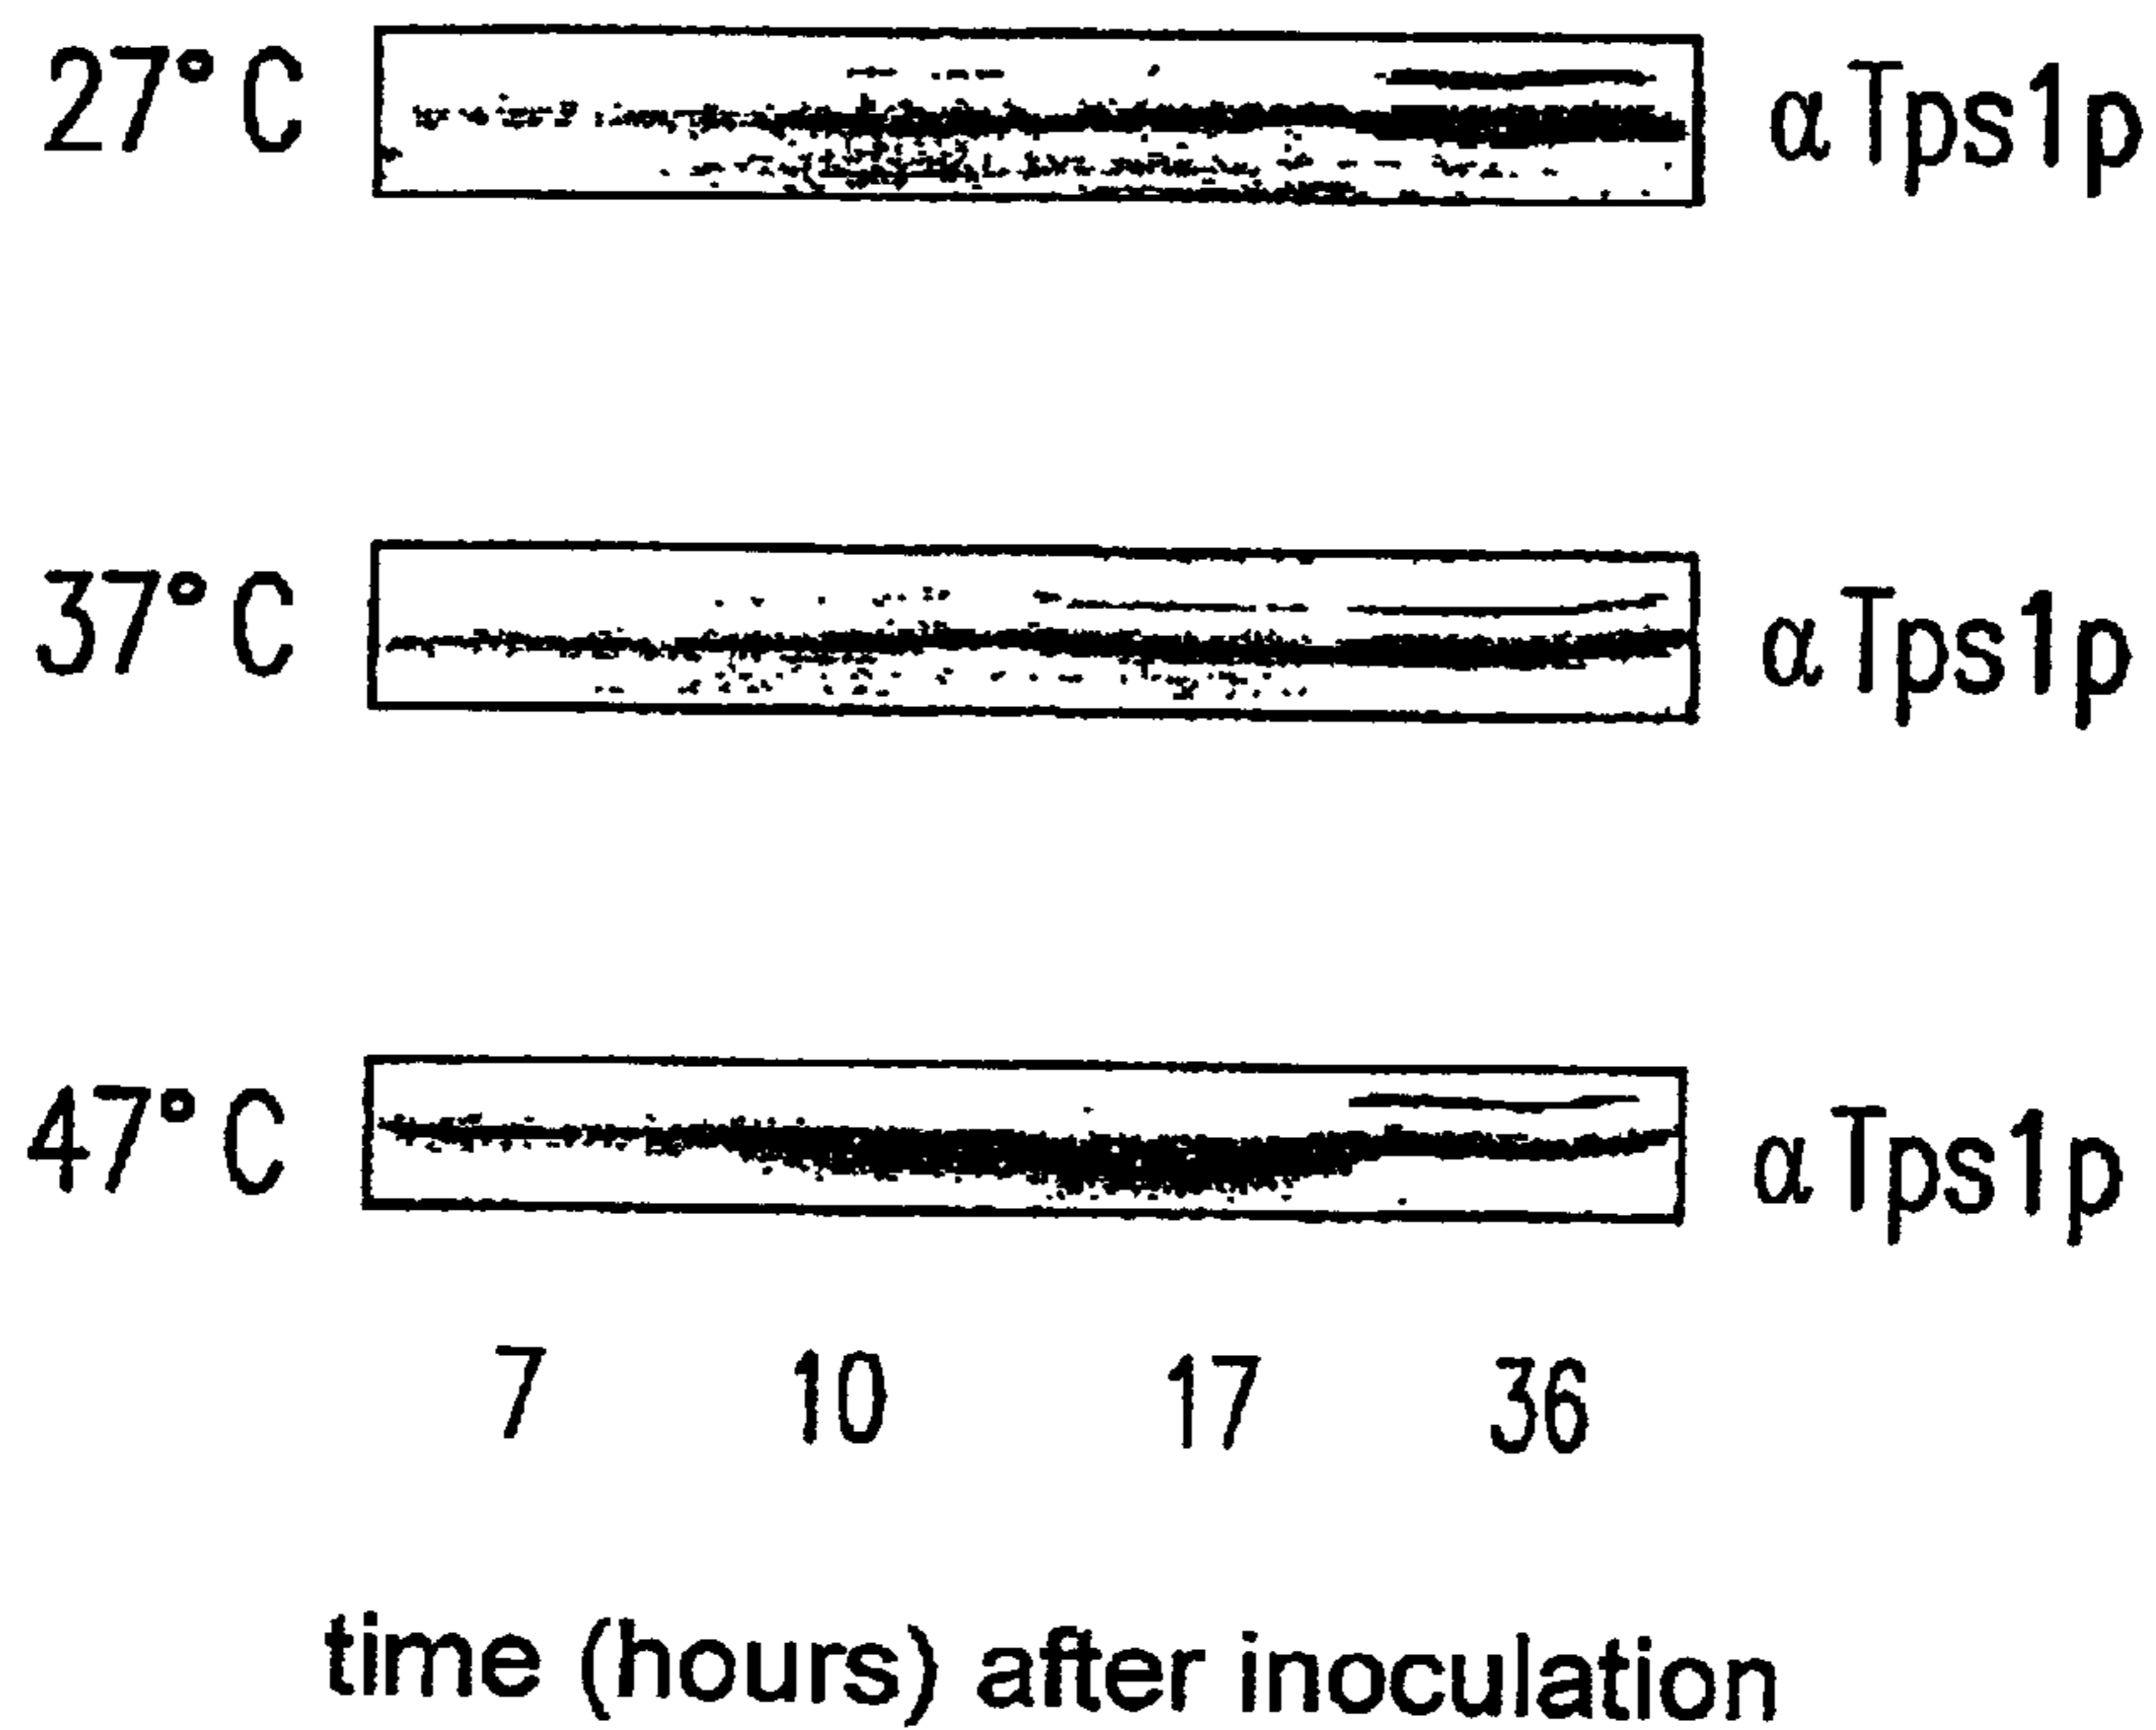 27°C αTps1p
37°C αTps1p
47°C αTps1p
7 10 17 36
time (hours) after inoculation